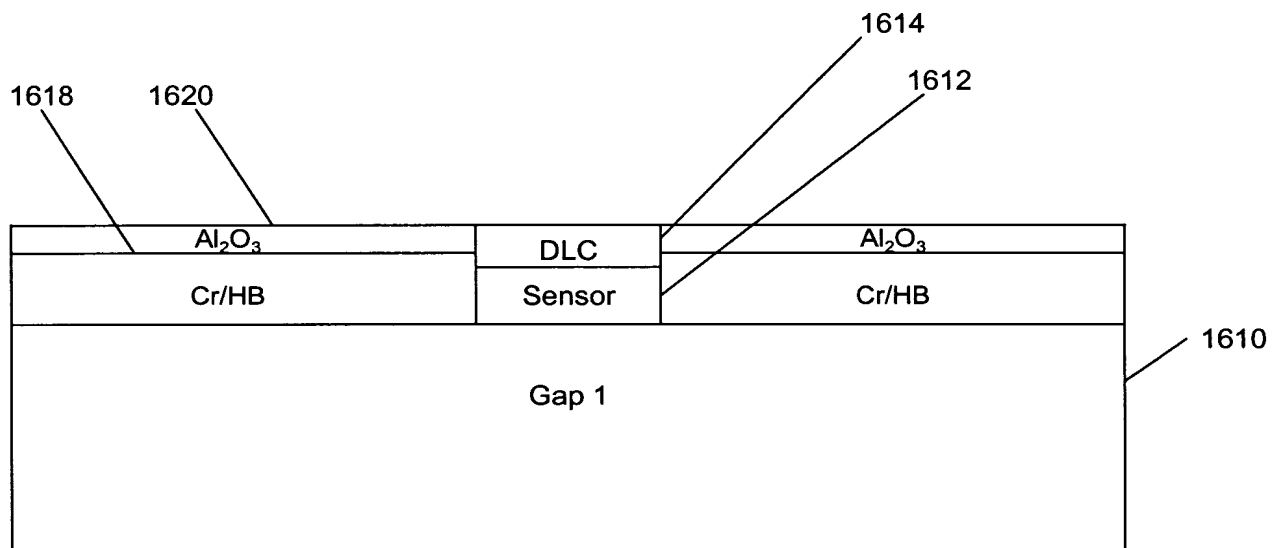 1614
1612
1618 1620
Al₂O₃ DLC Al₂O₃
Cr/HB Sensor Cr/HB
1610
Gap 1